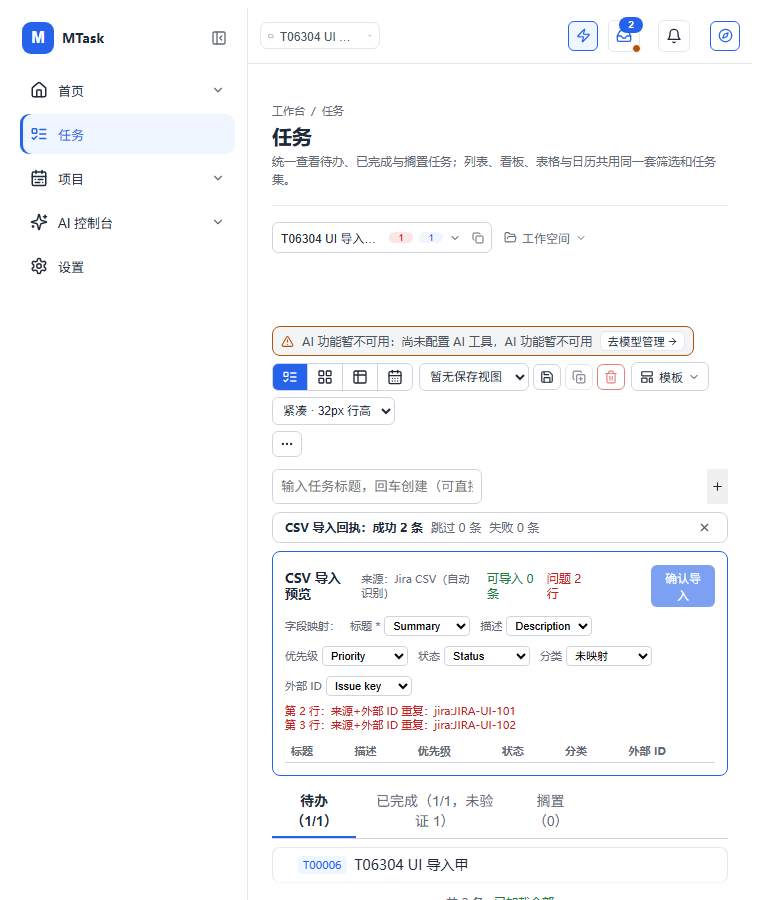 M MTask
T06304 UI ...
2
首页
任务
项目
AI 控制台
设置
工作台 / 任务
任务
统一查看待办、已完成与搁置任务；列表、看板、表格与日历共用同一套筛选和任务
集。
T06304 UI 导入... 1 1
工作空间
AI 功能暂不可用：尚未配置 AI 工具，AI 功能暂不可用 去模型管理 →
暂无保存视图
模板
紧凑 · 32px 行高
...
输入任务标题，回车创建（可直接
+
CSV 导入回执：成功 2 条 跳过 0 条 失败 0 条 ×
CSV 导入
预览
来源：Jira CSV（自动
识别）
可导入 0
条
问题 2
行
确认导
入
字段映射： 标题 * Summary 描述 Description
优先级 Priority 状态 Status 分类 未映射
外部 ID Issue key
第 2 行：来源+外部 ID 重复：jira:JIRA-UI-101
第 3 行：来源+外部 ID 重复：jira:JIRA-UI-102
标题 描述 优先级 状态 分类 外部 ID
待办
（1/1）
已完成（1/1，未验
证 1）
搁置
（0）
T00006 T06304 UI 导入甲